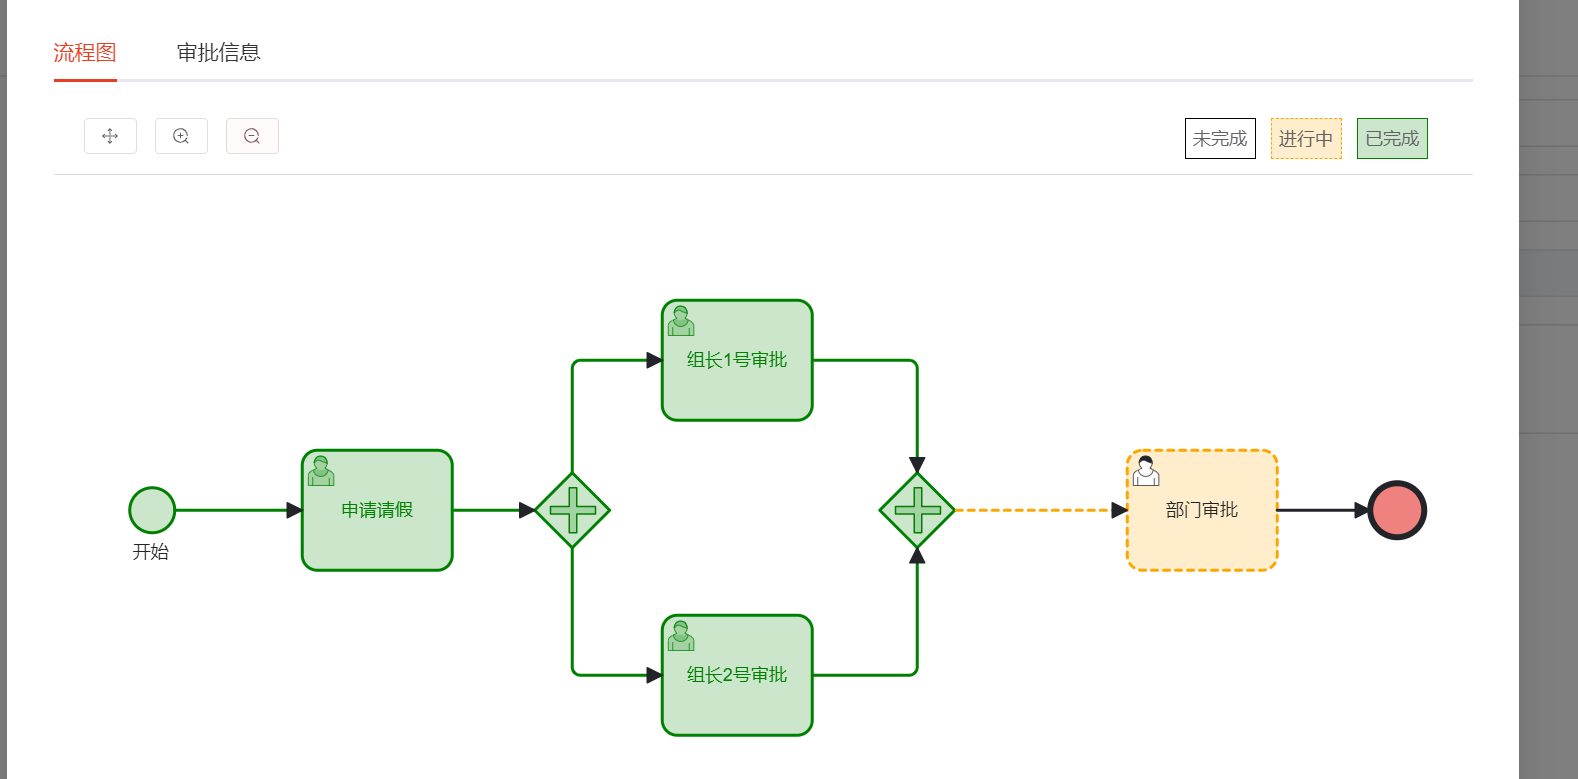 流程图
审批信息
未完成
进行中
已完成
组长1号审批
申请请假
部门审批
开始
组长2号审批